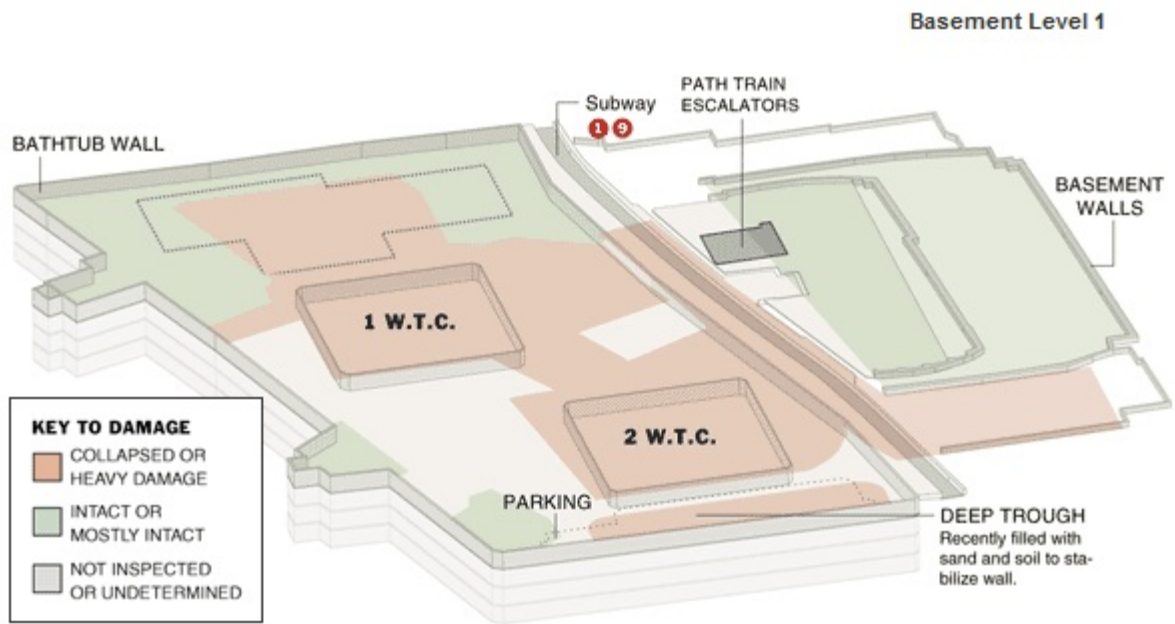 Basement Level 1
PATH TRAIN
ESCALATORS
Subway
1 9
BATHTUB WALL
BASEMENT
WALLS
1 W.T.C.
2 W.T.C.
KEY TO DAMAGE
COLLAPSED OR
HEAVY DAMAGE
INTACT OR
MOSTLY INTACT
NOT INSPECTED
OR UNDETERMINED
PARKING
DEEP TROUGH
Recently filled with
sand and soil to sta-
bilize wall.